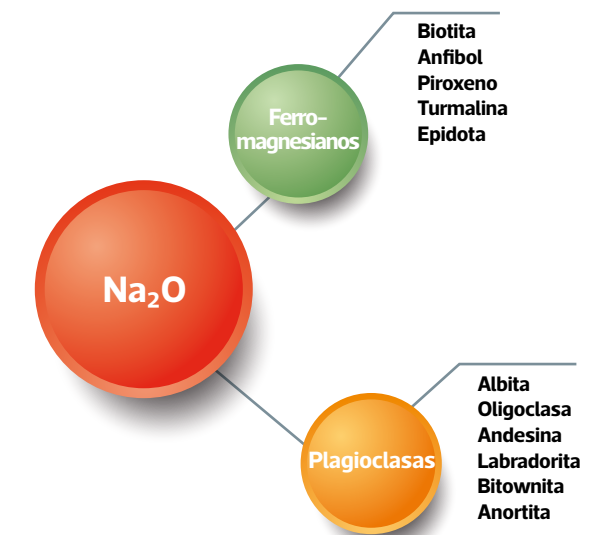 Biotita
Anfibol
Piroxeno
Turmalina
Epidota
Ferro-
magnesianos
Na₂O
Albita
Oligoclasa
Andesina
Labradorita
Bitownita
Anortita
Plagioclasas